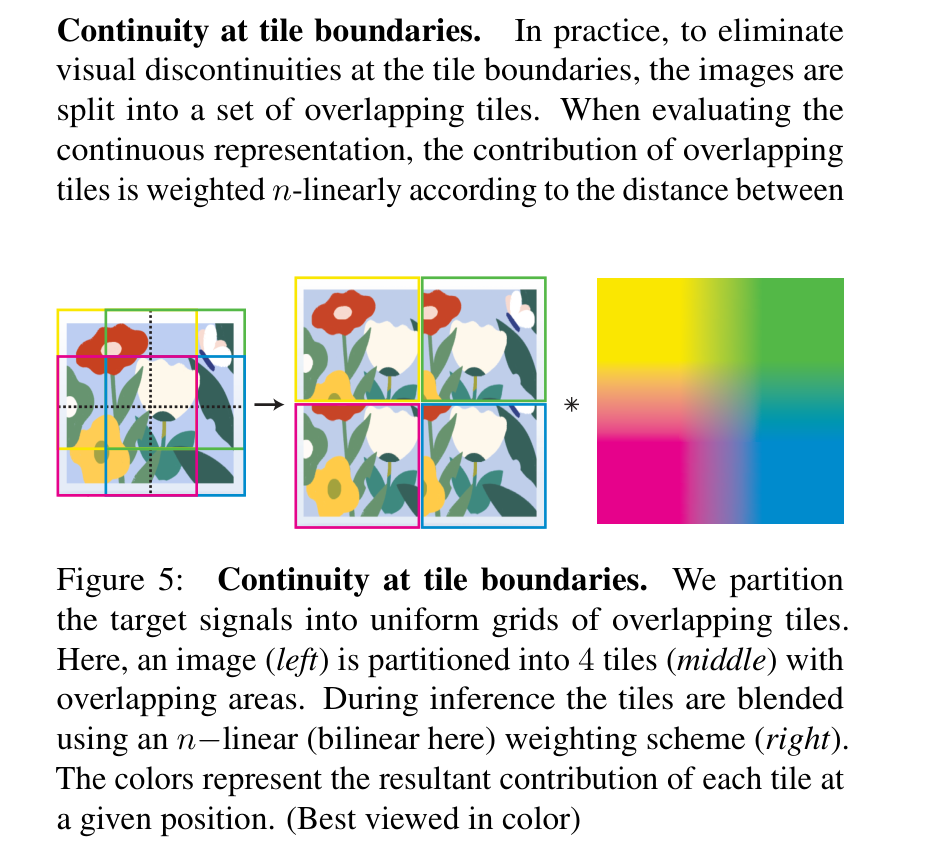 Continuity at tile boundaries. In practice, to eliminate
visual discontinuities at the tile boundaries, the images are
split into a set of overlapping tiles. When evaluating the
continuous representation, the contribution of overlapping
tiles is weighted n-linearly according to the distance between
Figure 5: Continuity at tile boundaries. We partition
the target signals into uniform grids of overlapping tiles.
Here, an image (left) is partitioned into 4 tiles (middle) with
overlapping areas. During inference the tiles are blended
using an n−linear (bilinear here) weighting scheme (right).
The colors represent the resultant contribution of each tile at
a given position. (Best viewed in color)